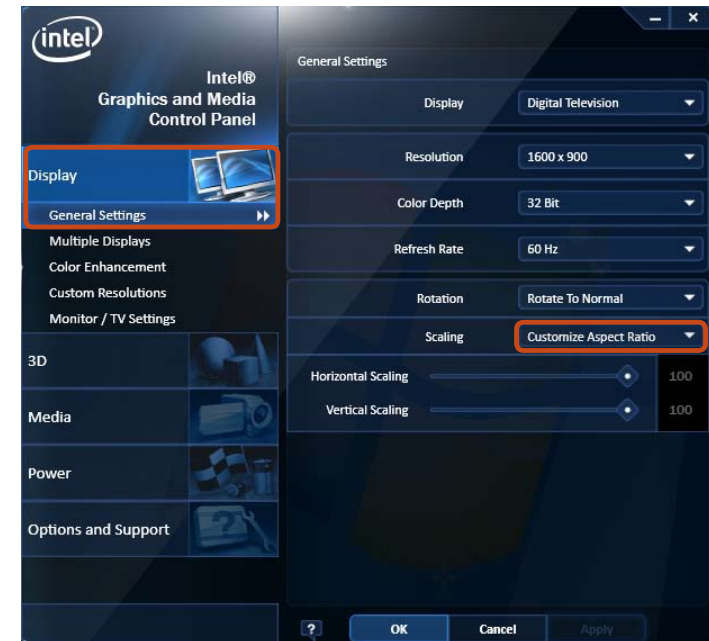 intel
Intel®
Graphics and Media
Control Panel
Display
General Settings
Multiple Displays
Color Enhancement
Custom Resolutions
Monitor / TV Settings
3D
Media
Power
Options and Support
General Settings
Display Digital Television
Resolution 1600 x 900
Color Depth 32 Bit
Refresh Rate 60 Hz
Rotation Rotate To Normal
Scaling Customize Aspect Ratio
Horizontal Scaling 100
Vertical Scaling 100
? OK Cancel Apply